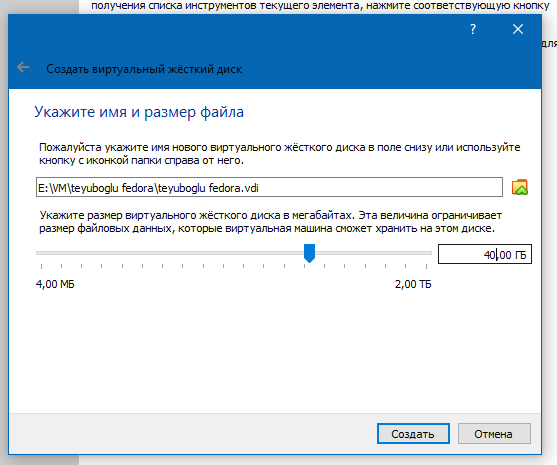 получения списка инструментов текущего элемента, нажмите соответствующую кнопку
для
?
Создать виртуальный жёсткий диск
Укажите имя и размер файла
Пожалуйста укажите имя нового виртуального жёсткого диска в поле снизу или используйте
кнопку с иконкой папки справа от него.
E:\VM\teyuboglu fedora\teyuboglu fedora.vdi
Укажите размер виртуального жёсткого диска в мегабайтах. Эта величина ограничивает
размер файловых данных, которые виртуальная машина сможет хранить на этом диске.
40,00 ГБ
4,00 МБ 2,00 ТБ
Создать Отмена